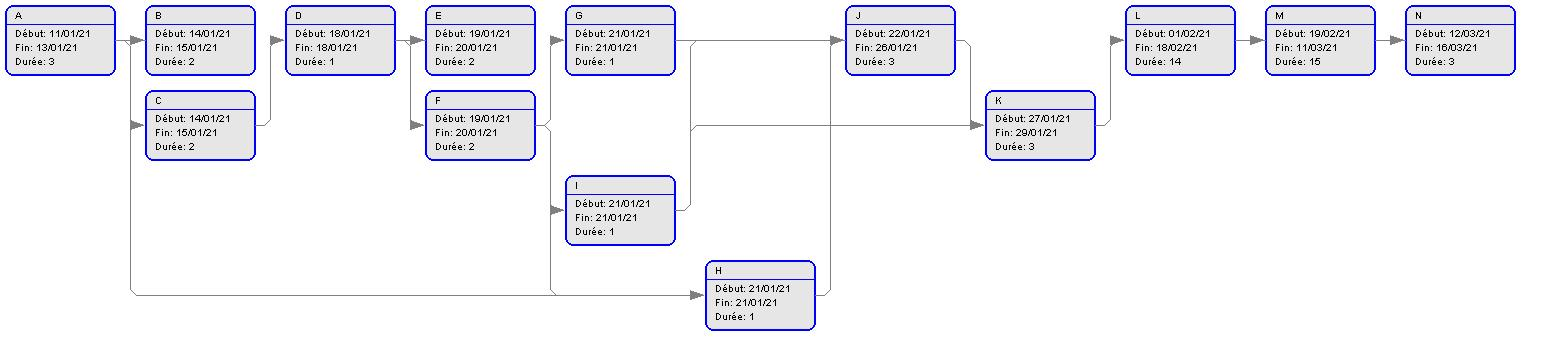 A
Début: 11/01/21
Fin: 13/01/21
Durée: 3
B
Début: 14/01/21
Fin: 15/01/21
Durée: 2
D
Début: 18/01/21
Fin: 18/01/21
Durée: 1
E
Début: 19/01/21
Fin: 20/01/21
Durée: 2
G
Début: 21/01/21
Fin: 21/01/21
Durée: 1
J
Début: 22/01/21
Fin: 26/01/21
Durée: 3
L
Début: 01/02/21
Fin: 18/02/21
Durée: 14
M
Début: 19/02/21
Fin: 11/03/21
Durée: 15
N
Début: 12/03/21
Fin: 16/03/21
Durée: 3
C
Début: 14/01/21
Fin: 15/01/21
Durée: 2
F
Début: 19/01/21
Fin: 20/01/21
Durée: 2
K
Début: 27/01/21
Fin: 29/01/21
Durée: 3
I
Début: 21/01/21
Fin: 21/01/21
Durée: 1
H
Début: 21/01/21
Fin: 21/01/21
Durée: 1